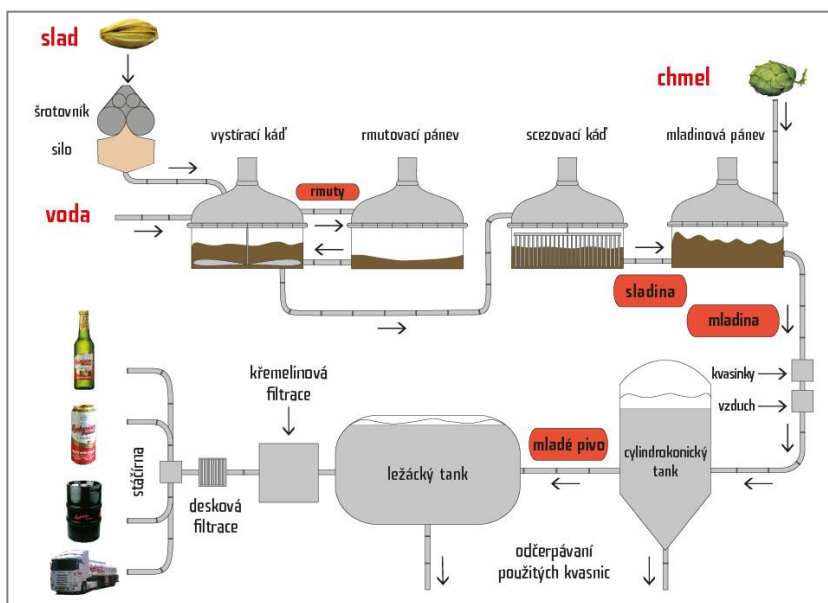 slad
šrotovník
silo
voda
vystírací káď
rmuty
rmutovací pánev
scezovací káď
mladinová pánev
chmel
sladina
mladina
kvasinky
vzduch
cylindrokonický
tank
mladé pivo
odčerpávaní
použitých kvasnic
ležácký tank
křemelinová
filtrace
desková
filtrace
stáčírna